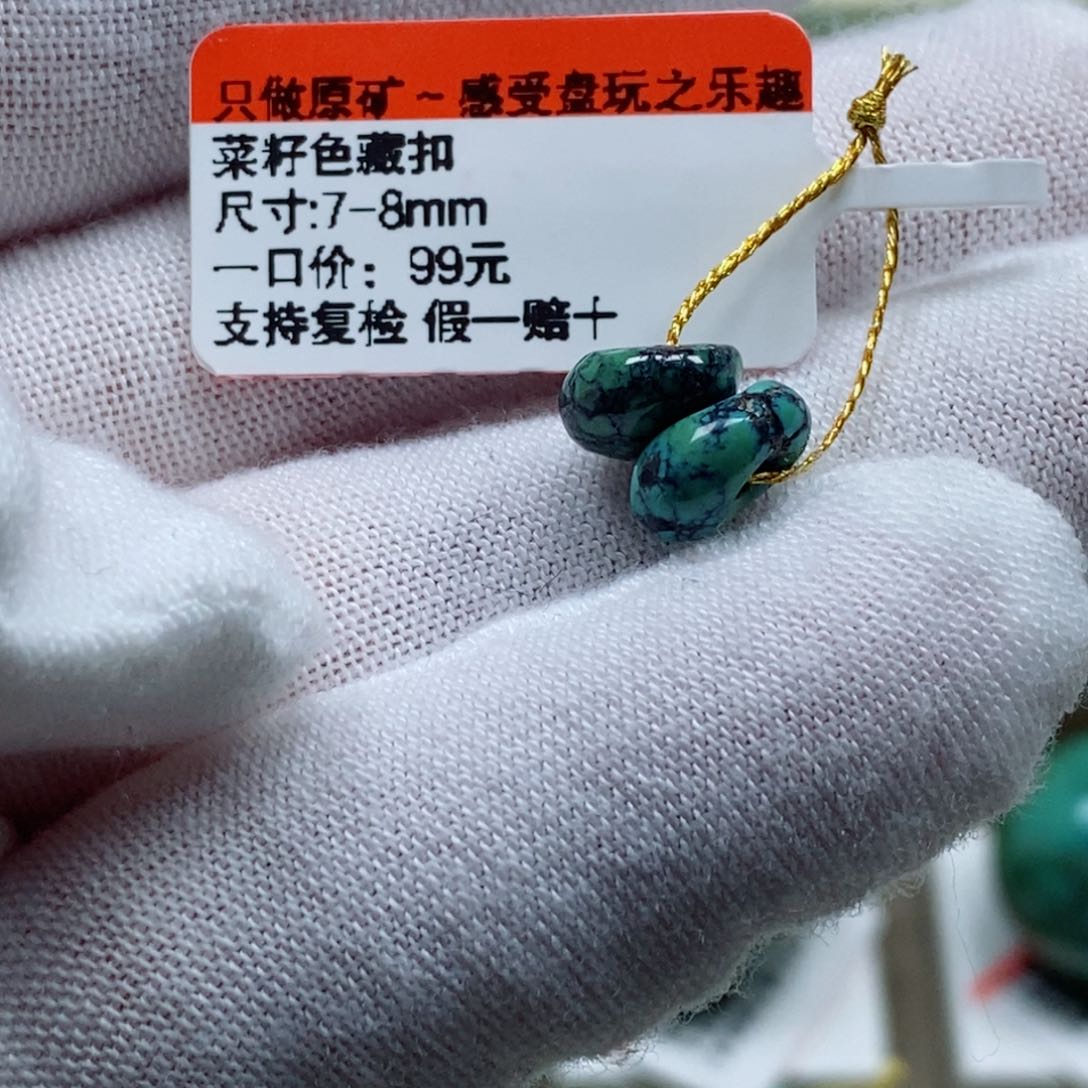 只做原矿～感受盘玩之乐趣
菜籽色藏扣
尺寸:7-8mm
一口价：99元
支持复检 假一赔十